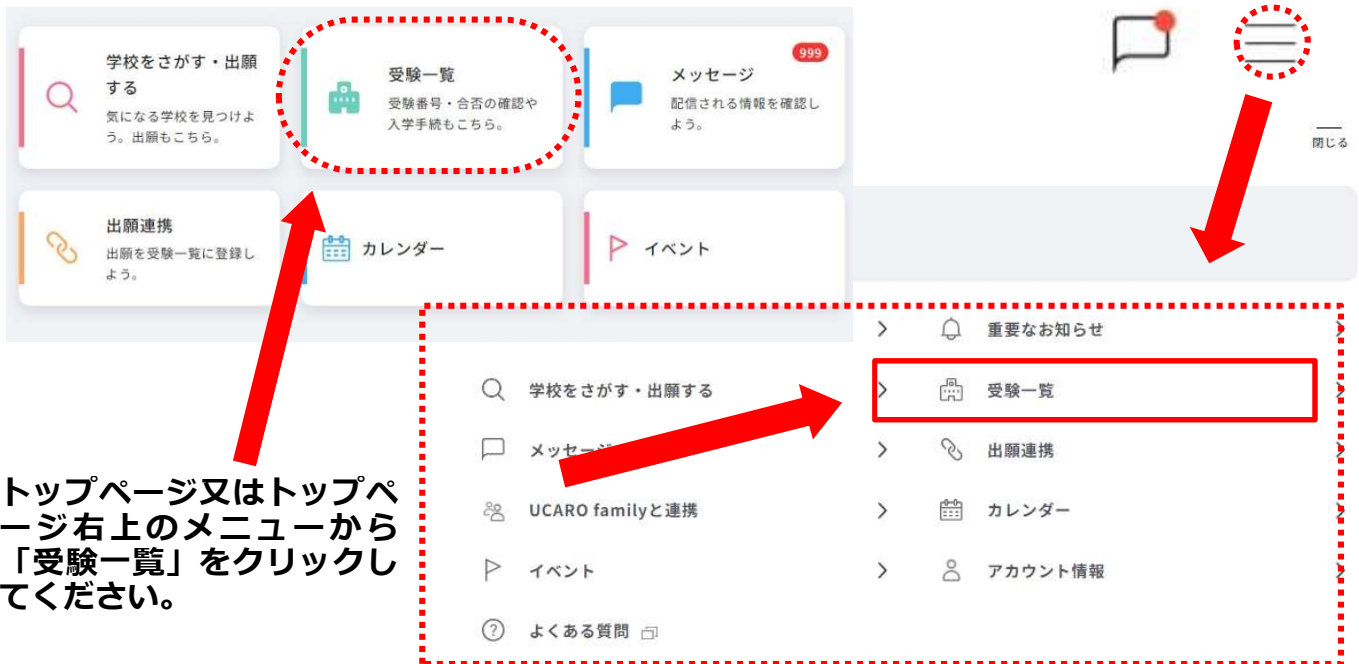 学校をさがす・出願
する
気になる学校を見つけよ
う。出願もこちら。
受験一覧
受験番号・合否の確認や
入学手続もこちら。
999
メッセージ
配信される情報を確認し
よう。
閉じる
出願連携
出願を受験一覧に登録し
よう。
カレンダー
イベント
重要なお知らせ
学校をさがす・出願する
受験一覧
メッセージ
出願連携
UCARO familyと連携
カレンダー
イベント
アカウント情報
よくある質問
トップページ又はトップペ
ージ右上のメニューから
「受験一覧」をクリックし
てください。